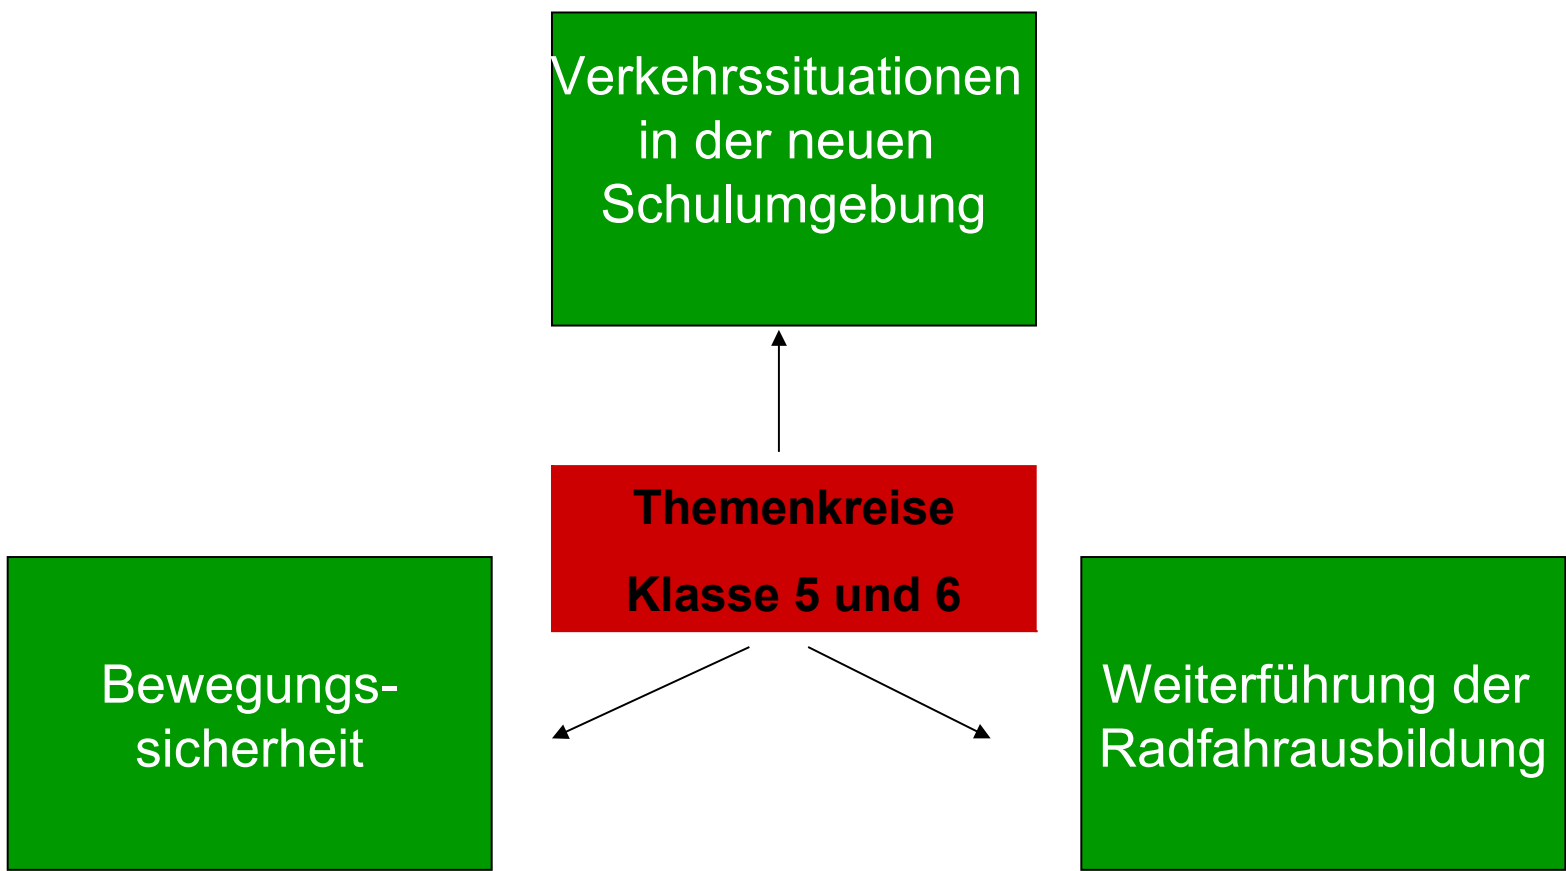 Verkehrssituationen
in der neuen
Schulumgebung
Themenkreise
Klasse 5 und 6
Bewegungs-
sicherheit
Weiterführung der
Radfahrausbildung